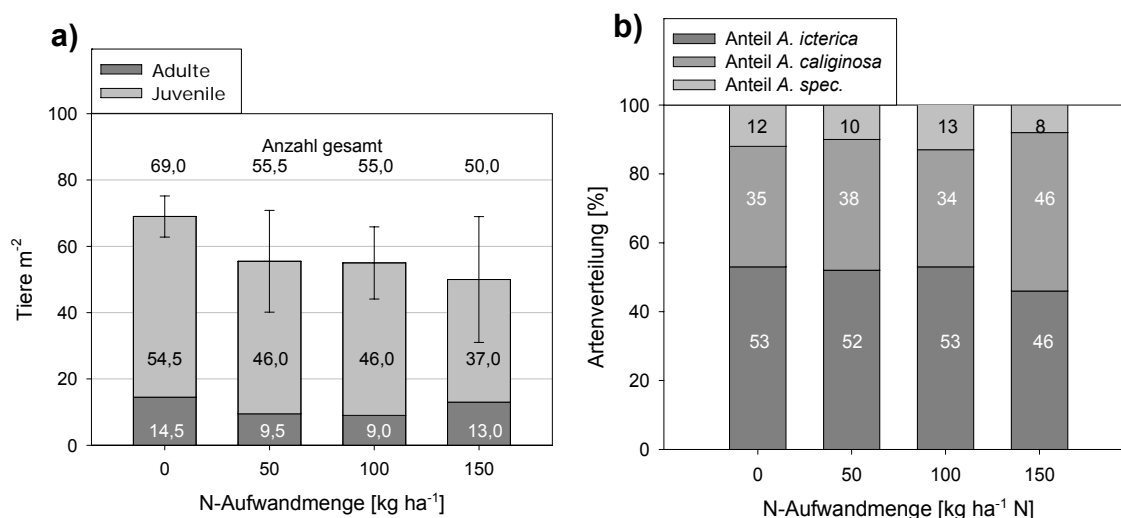 a)
Adulte
Juvenile
Anzahl gesamt
69,0 55,5 55,0 50,0
100
80
60
40
20
0
Tiere m⁻²
54,5 46,0 46,0 37,0
14,5 9,5 9,0 13,0
0 50 100 150
N-Aufwandmenge [kg ha⁻¹]
b)
Anteil A. icterica
Anteil A. caliginosa
Anteil A. spec.
100
80
60
40
20
0
Artenverteilung [%]
12 10 13 8
35 38 34 46
53 52 53 46
0 50 100 150
N-Aufwandmenge [kg ha⁻¹ N]